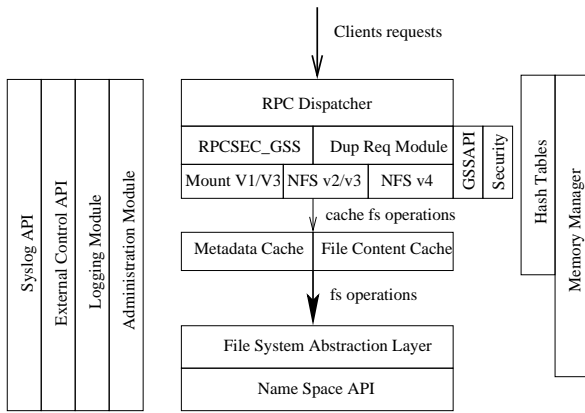 Clients requests
RPC Dispatcher
RPCSEC_GSS
Dup Req Module
Mount V1/V3
NFS v2/v3
NFS v4
GSSAPI
Security
cache fs operations
Metadata Cache
File Content Cache
fs operations
File System Abstraction Layer
Name Space API
Syslog API
External Control API
Logging Module
Administration Module
Hash Tables
Memory Manager